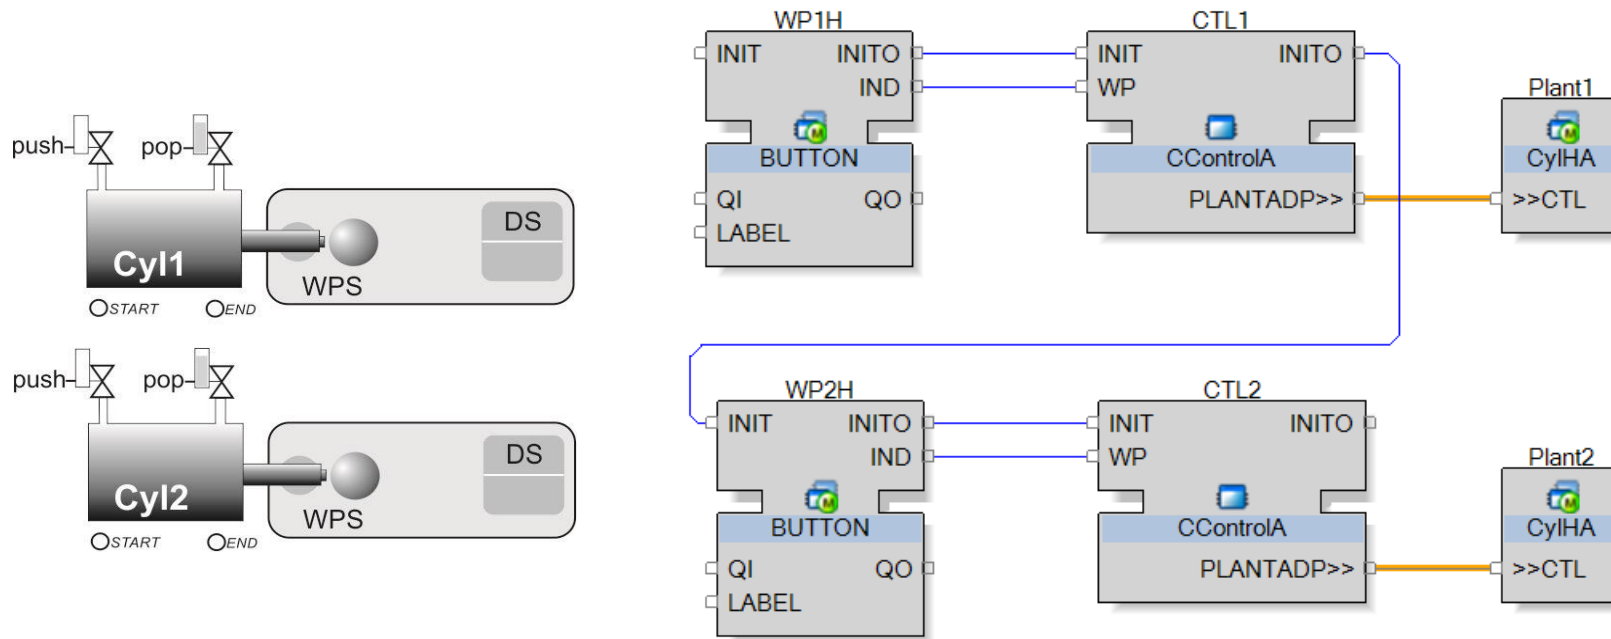 push
pop
DS
Cyl1
WPS
START
END
push
pop
DS
Cyl2
WPS
START
END
WP1H
INIT
INITO
IND
BUTTON
QI
QO
LABEL
CTL1
INIT
INITO
WP
CControlA
PLANTADP>>
Plant1
M
CylHA
>>CTL
WP2H
INIT
INITO
IND
M
BUTTON
QI
QO
LABEL
CTL2
INIT
INITO
WP
CControlA
PLANTADP>>
Plant2
M
CylHA
>>CTL